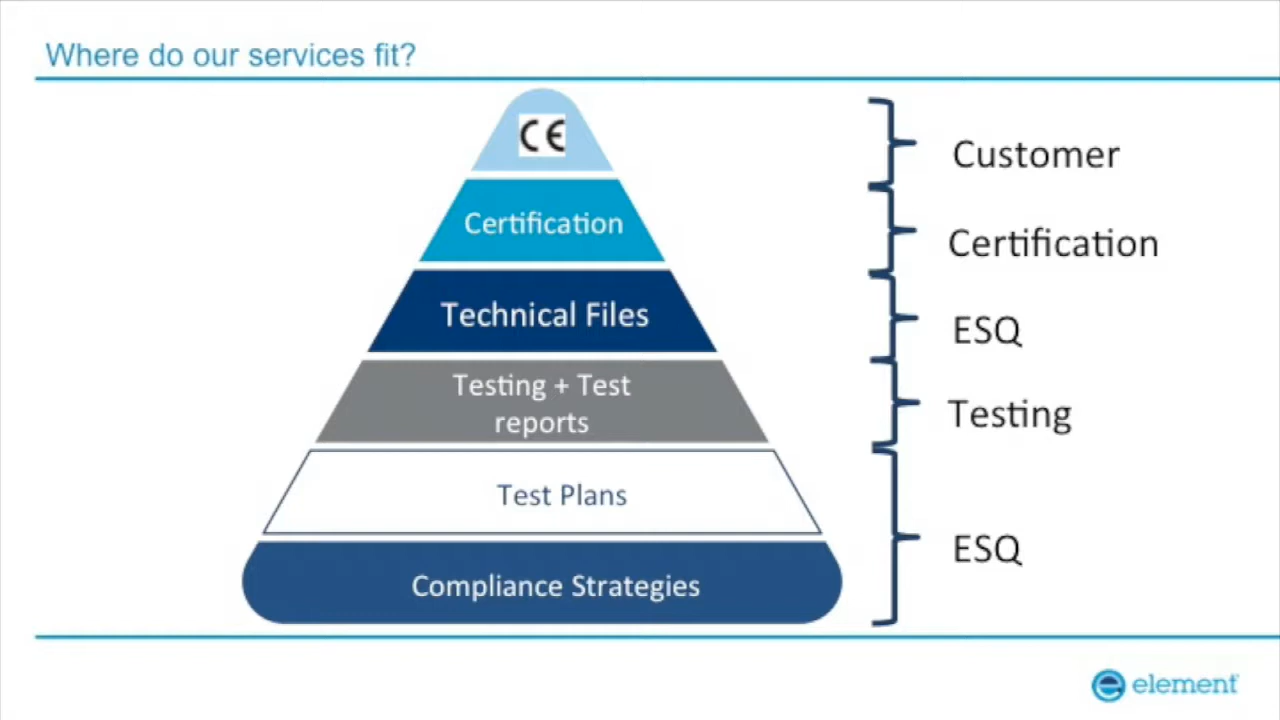 Where do our services fit?
CE
Customer
Certification
Certification
Technical Files
ESQ
Testing + Test
reports
Testing
Test Plans
ESQ
Compliance Strategies
element